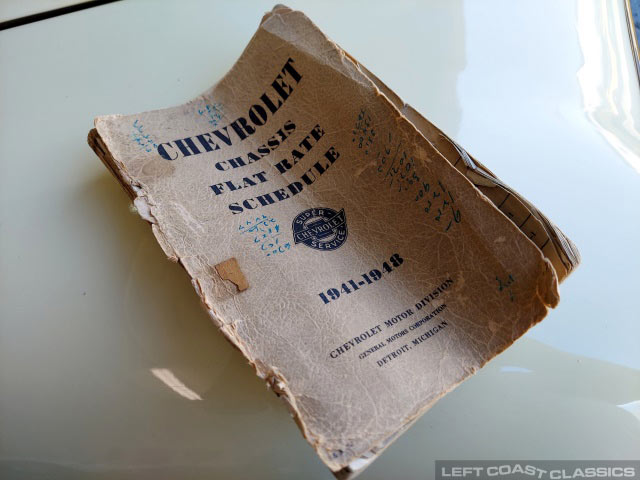 CHEVROLET
CHASSIS
FLAT RATE
SCHEDULE
SUPER
CHEVROLET
SERVICE
1941-1948
CHEVROLET MOTOR DIVISION
GENERAL MOTORS CORPORATION
DETROIT, MICHIGAN
LEFT COAST CLASSICS